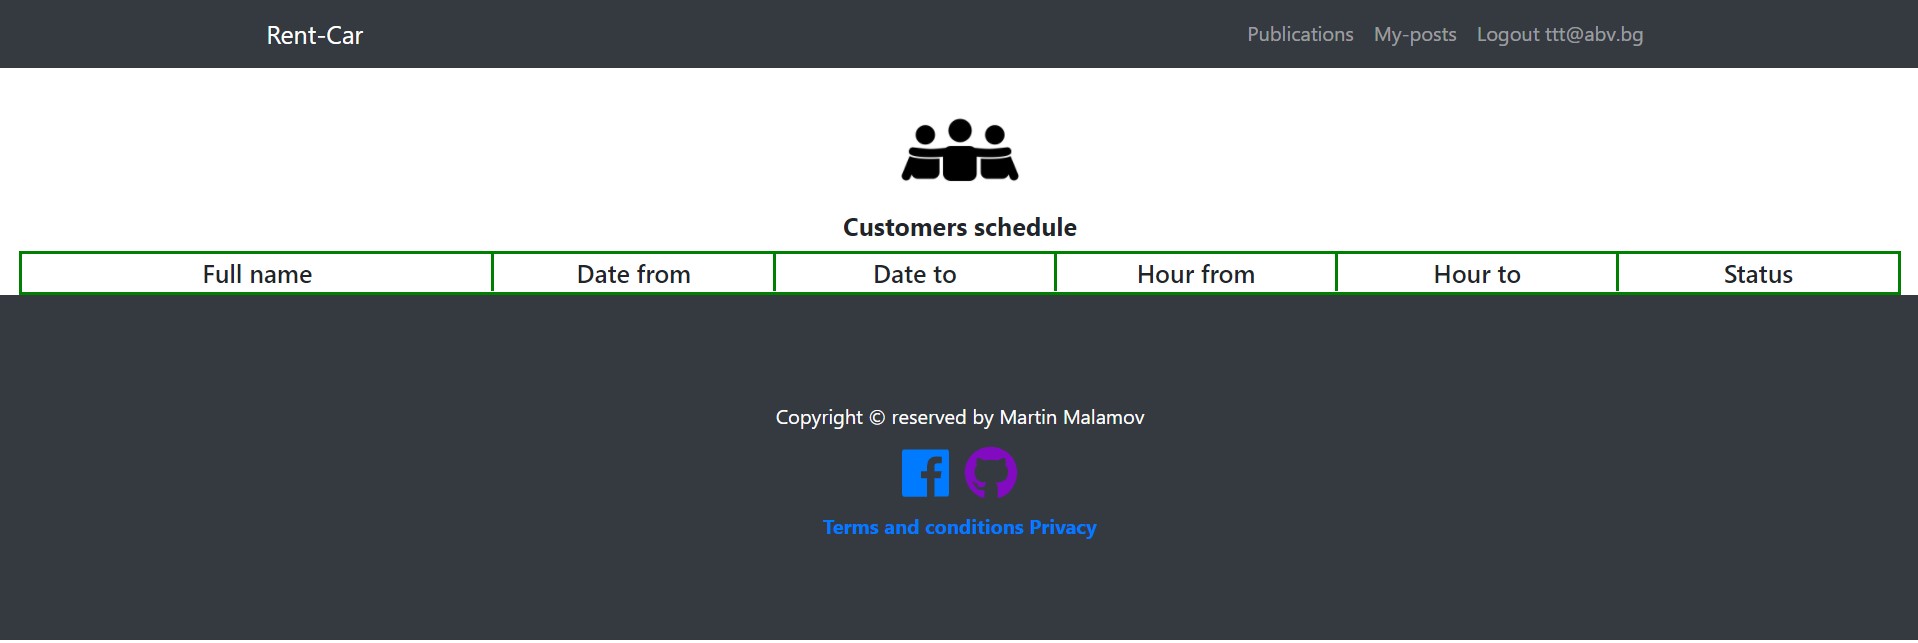 Rent-Car Publications My-posts Logout ttt@abv.bg
Customers schedule
Full name Date from Date to Hour from Hour to Status
Copyright © reserved by Martin Malamov
Terms and conditions Privacy